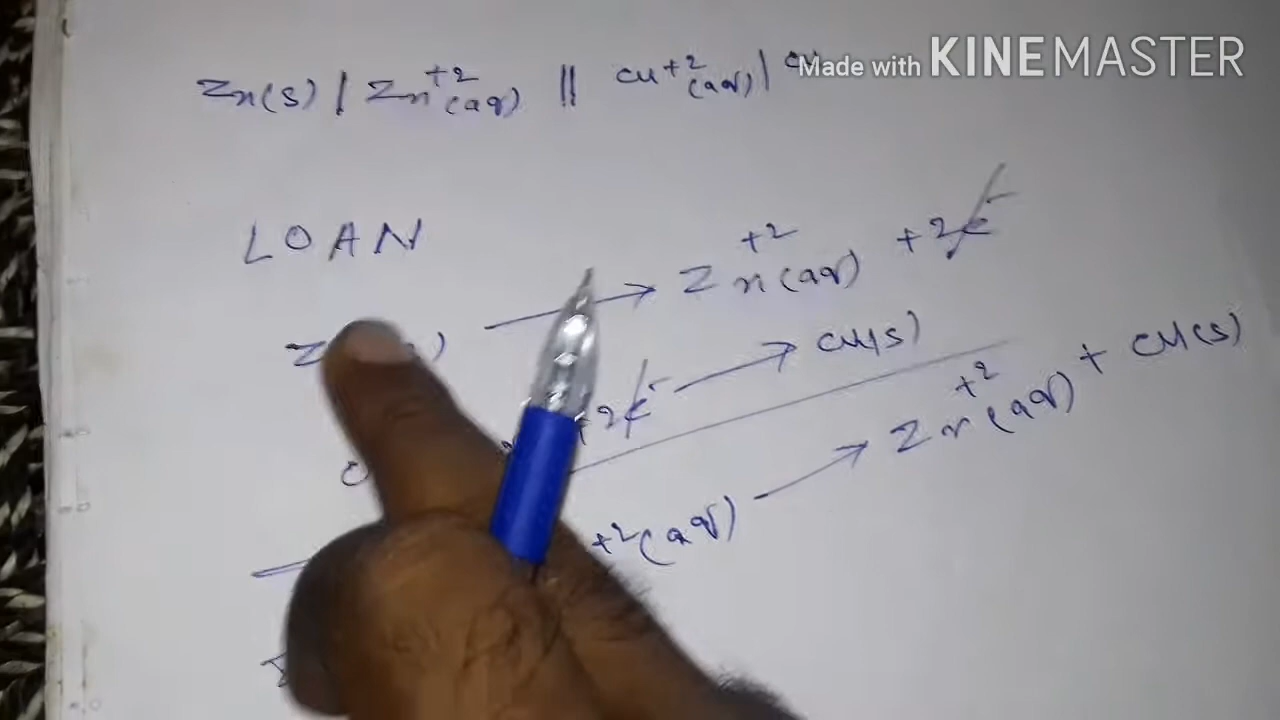 Made with KINEMASTER
Zn(s) | Zn+2(aq) || Cu+2(aq) |
LOAN
→ Zn+2(aq) + 2e-
+ 2e- → Cu(s)
+2(aq) → Zn+2(aq) + Cu(s)